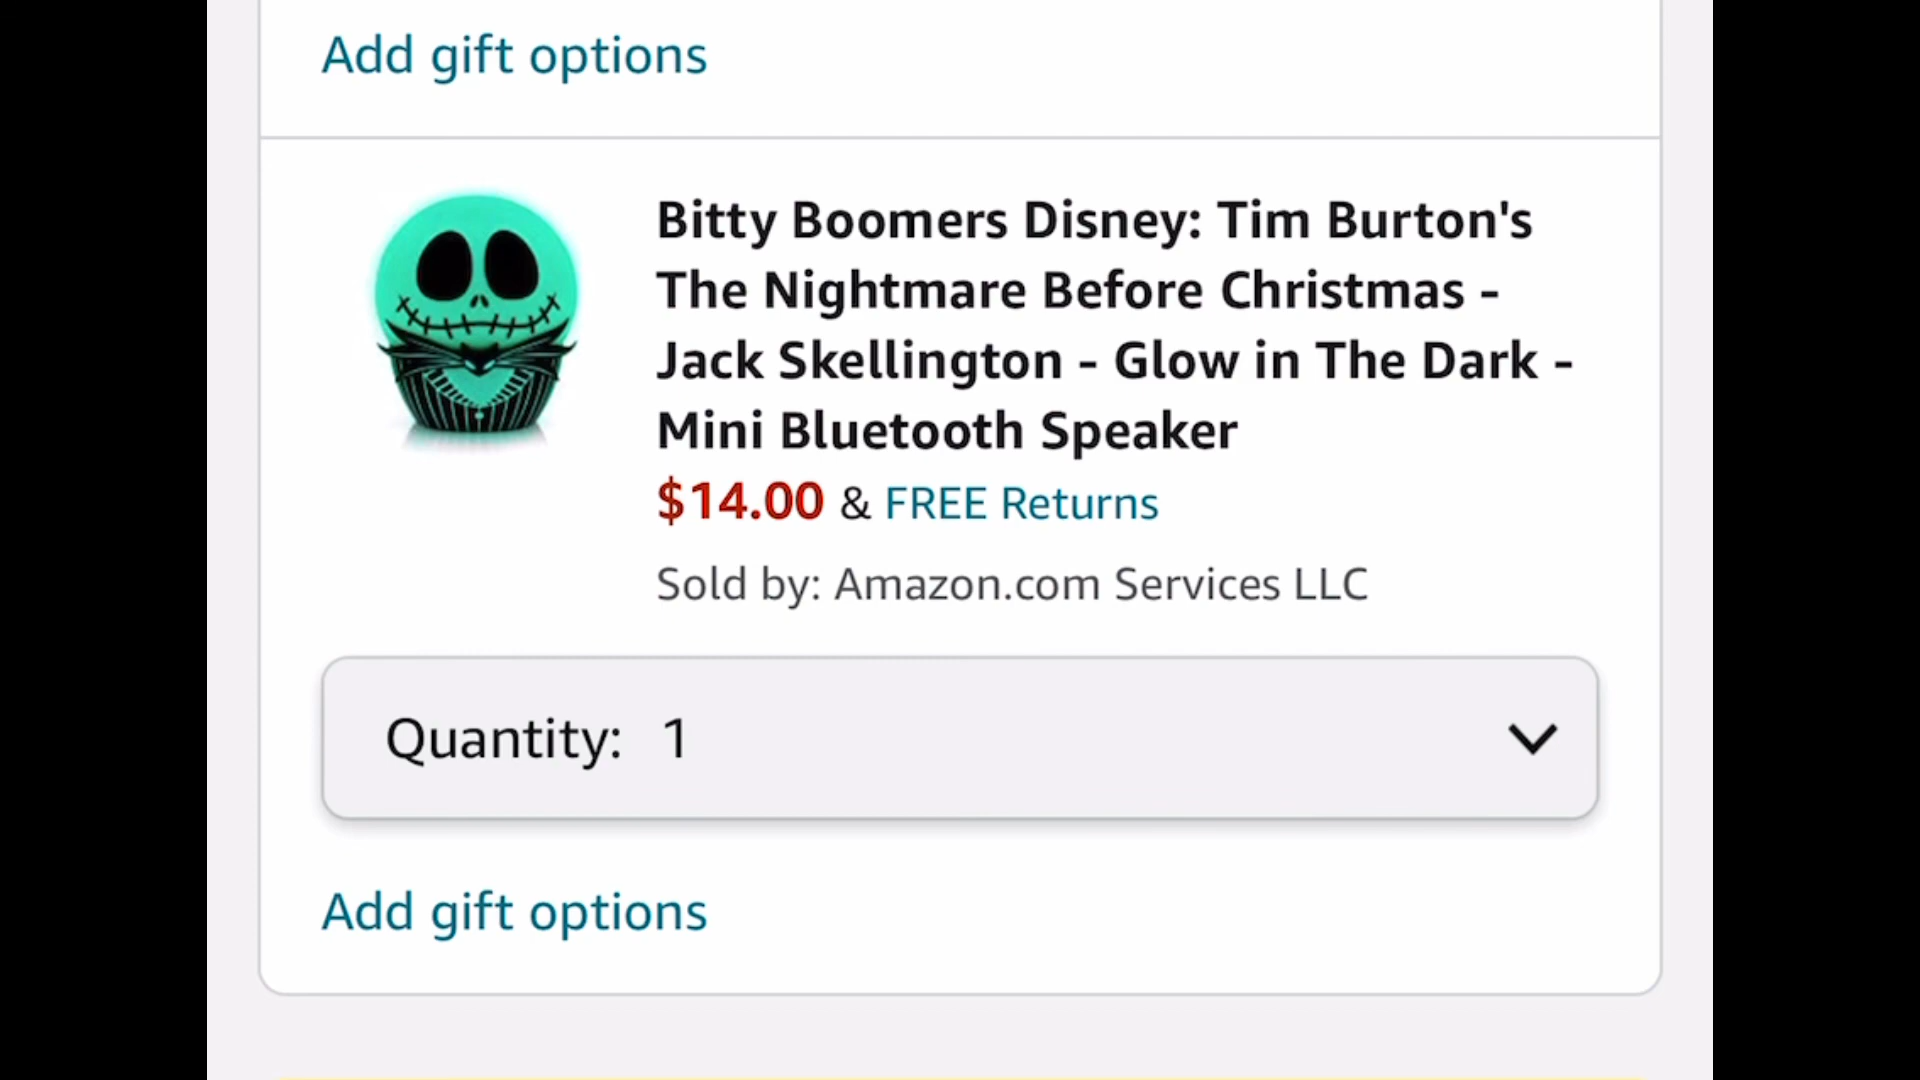 Add gift options
Bitty Boomers Disney: Tim Burton's
The Nightmare Before Christmas -
Jack Skellington - Glow in The Dark -
Mini Bluetooth Speaker
$14.00 & FREE Returns
Sold by: Amazon.com Services LLC
Quantity: 1
Add gift options